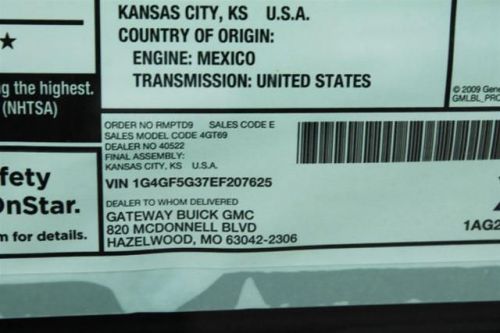 KANSAS CITY, KS U.S.A.
COUNTRY OF ORIGIN:
ENGINE: MEXICO
TRANSMISSION: UNITED STATES
★
g the highest.
(NHTSA)
© 2009 Gene
GMLBL_PRO
ORDER NO RMPTD9 SALES CODE E
SALES MODEL CODE 4GT69
DEALER NO 40522
FINAL ASSEMBLY:
KANSAS CITY, KS U.S.A.
VIN 1G4GF5G37EF207625
DEALER TO WHOM DELIVERED
GATEWAY BUICK GMC
820 MCDONNELL BLVD
HAZELWOOD, MO 63042-2306
fety
OnStar.
m for details.
1AG2